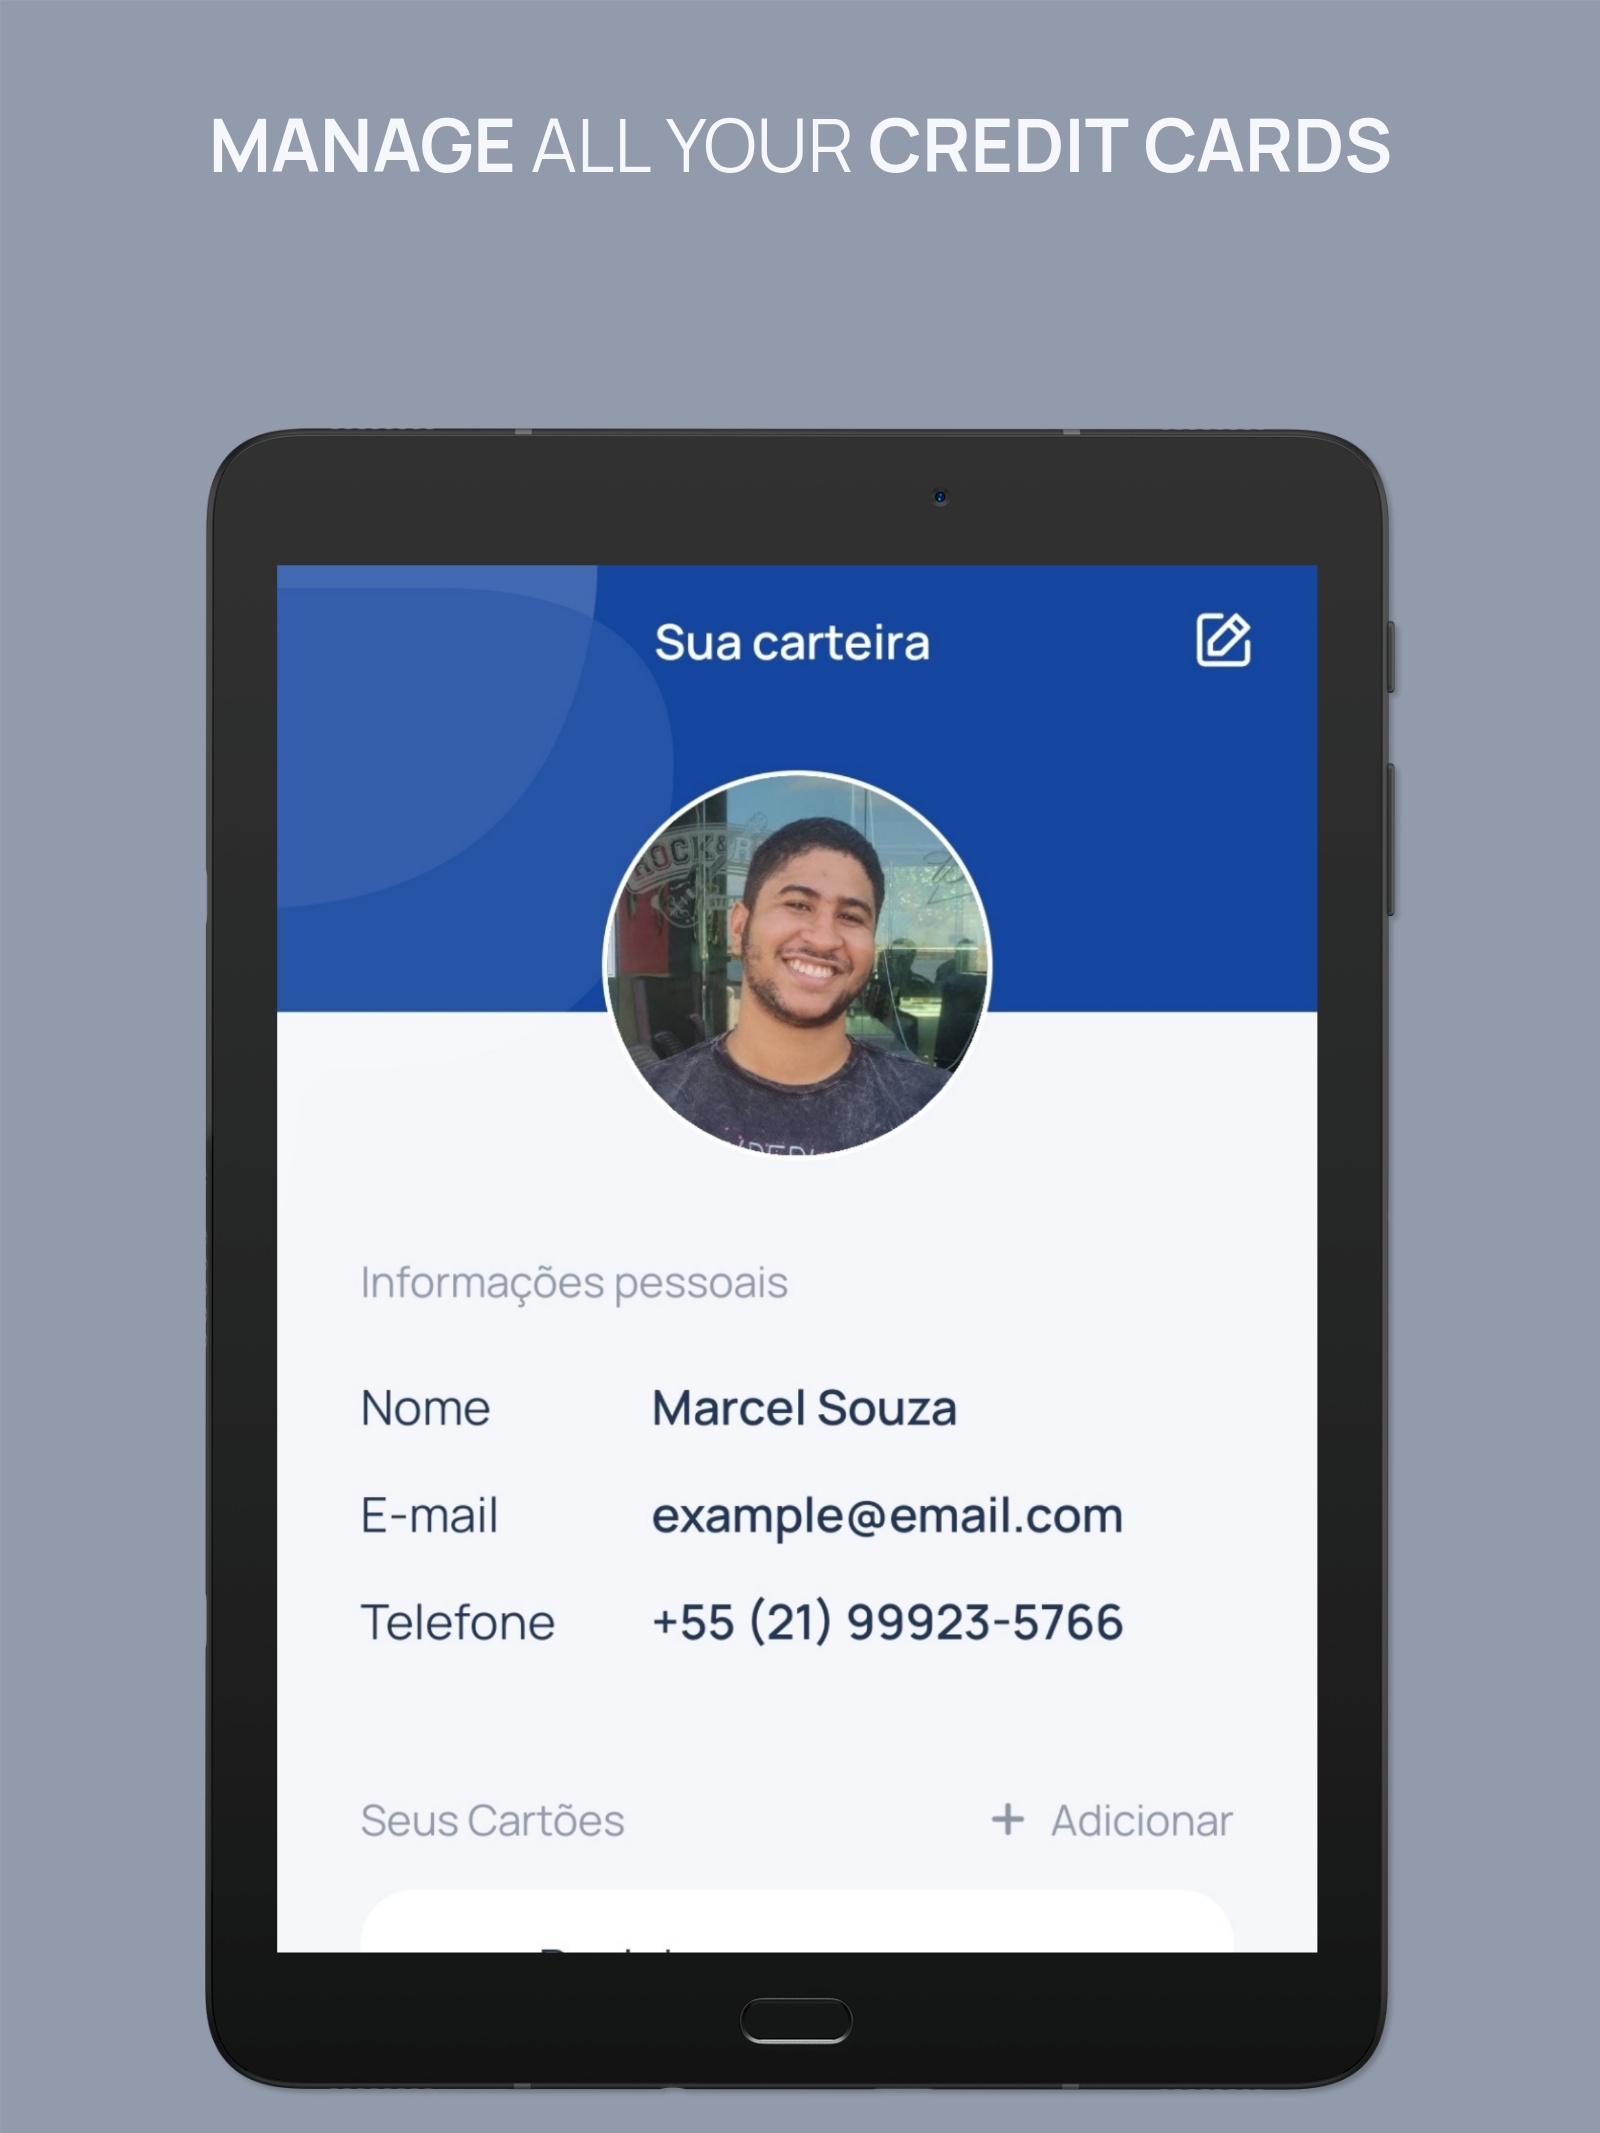 MANAGE ALL YOUR CREDIT CARDS
Sua carteira
ROCK&
Informações pessoais
Nome Marcel Souza
E-mail example@email.com
Telefone +55 (21) 99923-5766
Seus Cartões + Adicionar